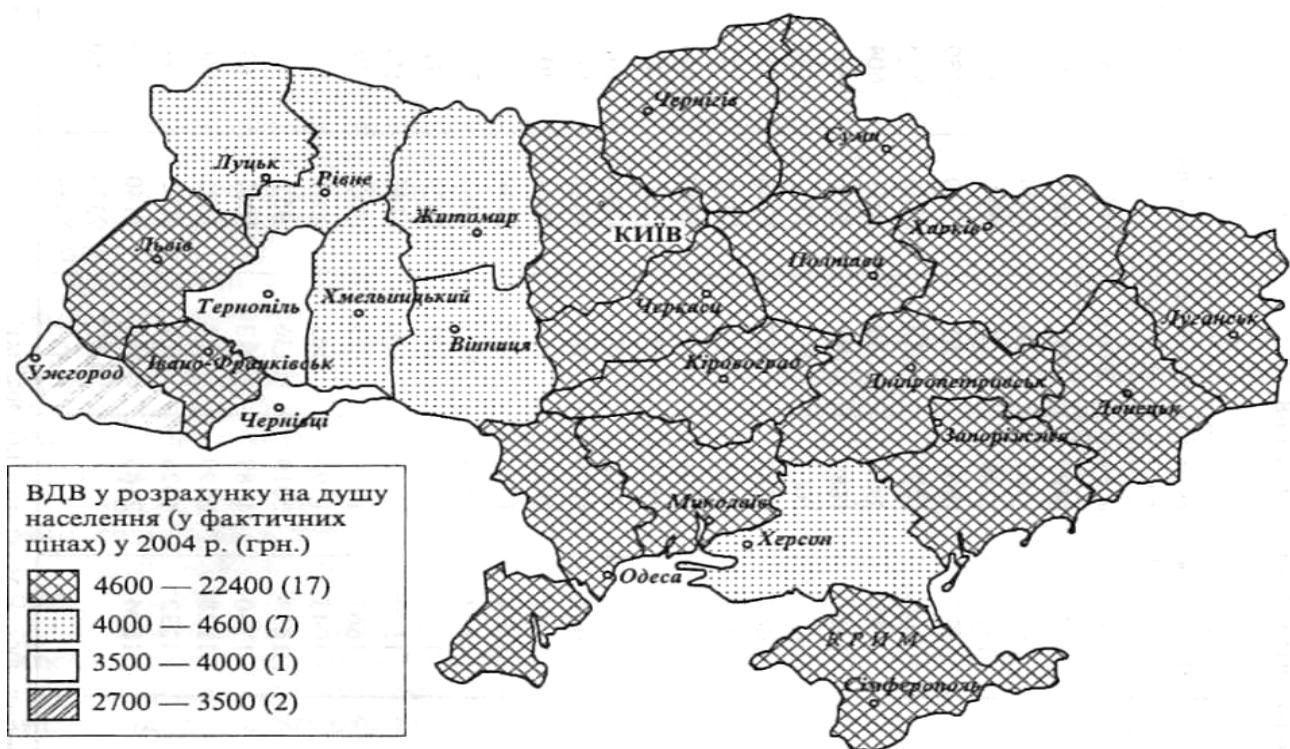 Чернігів
Суми
Луцьк
Рівне
Житомир
КИЇВ
Харків
Львів
Полтава
Тернопіль
Хмельницький
Черкаси
Луганськ
Вінниця
Ужгород
Івано-Франківськ
Кіровоград
Дніпропетровськ
Донецьк
Чернівці
Запоріжжя
ВДВ у розрахунку на душу
населення (у фактичних
цінах) у 2004 р. (грн.)
4600 — 22400 (17)
4000 — 4600 (7)
3500 — 4000 (1)
2700 — 3500 (2)
Миколаїв
Херсон
Одеса
КРИМ
Сімферополь